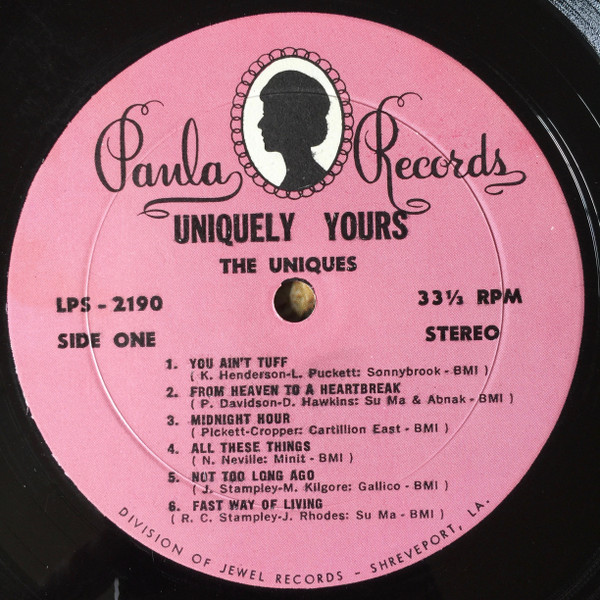 Paula Records
UNIQUELY YOURS
THE UNIQUES
LPS - 2190
33⅓ RPM
SIDE ONE
STEREO
1. YOU AIN'T TUFF
( K. Henderson-L. Puckett: Sonnybrook - BMI )
2. FROM HEAVEN TO A HEARTBREAK
( P. Davidson-D. Hawkins: Su Ma & Abnak - BMI )
3. MIDNIGHT HOUR
( Pickett-Cropper: Cartillion East - BMI )
4. ALL THESE THINGS
( N. Neville: Minit - BMI )
5. NOT TOO LONG AGO
( J. Stampley-M. Kilgore: Gallico - BMI )
6. FAST WAY OF LIVING
( R. C. Stampley-J. Rhodes: Su Ma - BMI )
DIVISION OF JEWEL RECORDS - SHREVEPORT, LA.